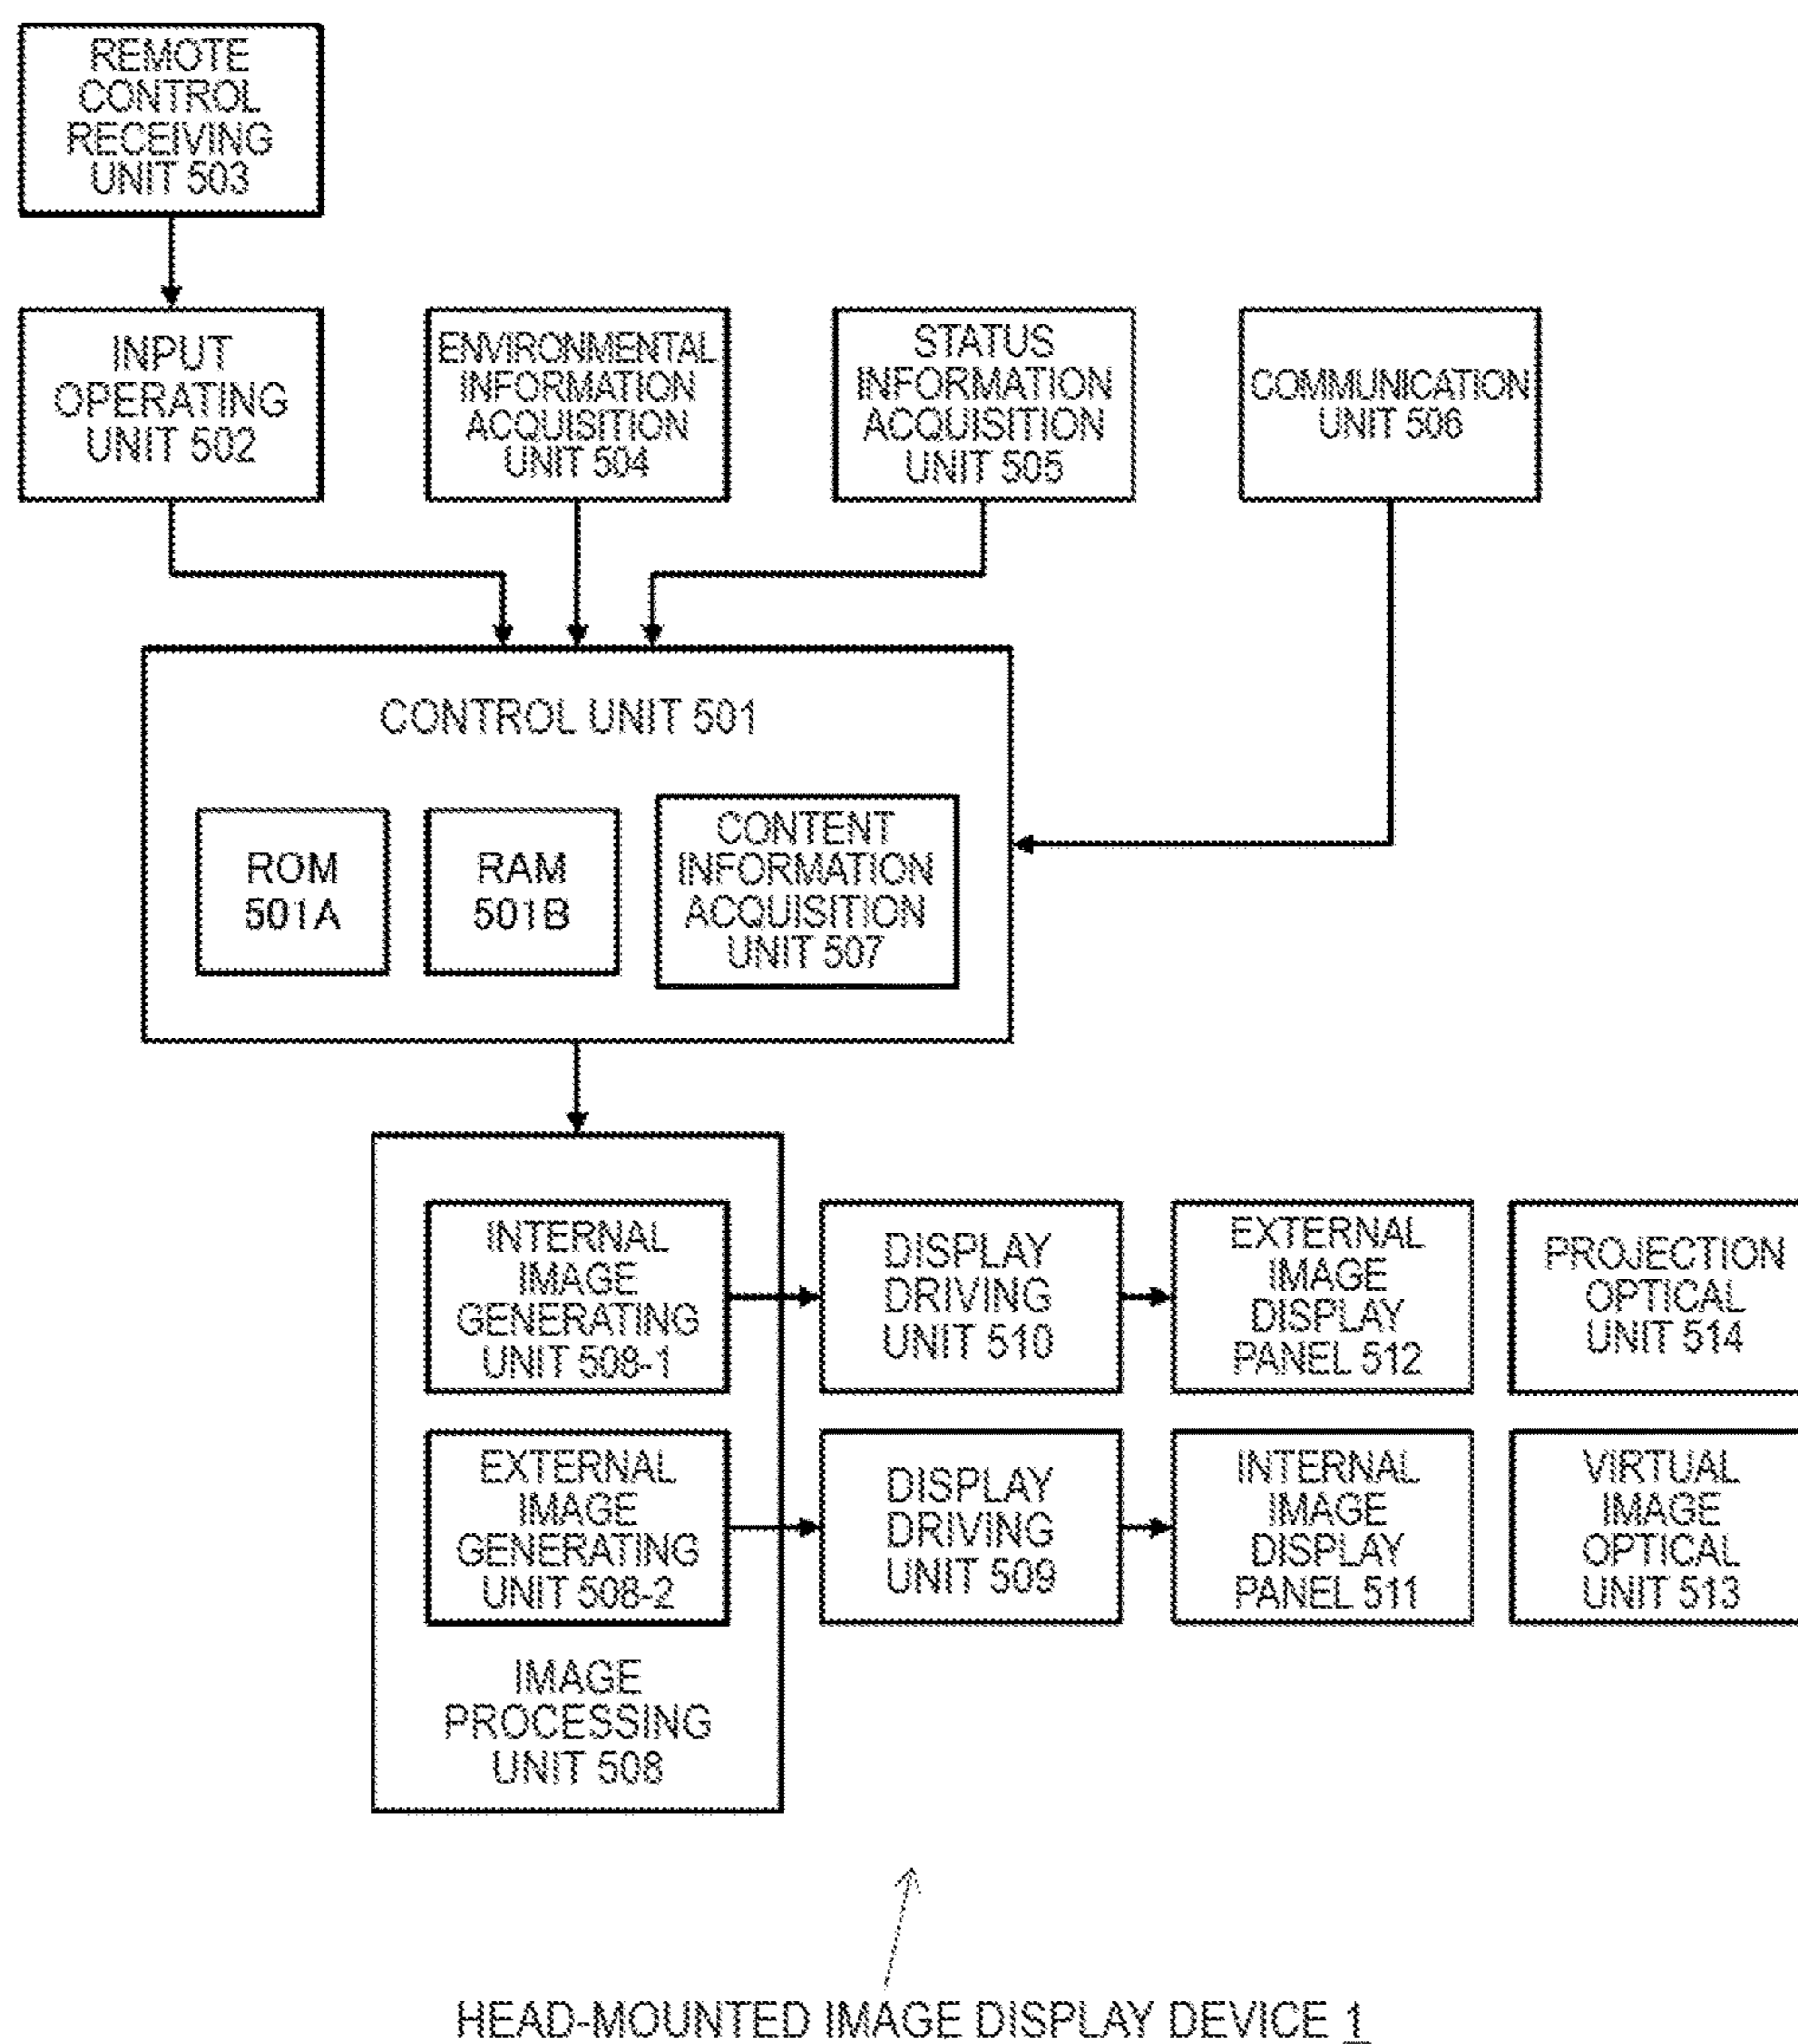 REMOTE
CONTROL
RECEIVING
UNIT 503
INPUT
OPERATING
UNIT 502
ENVIRONMENTAL
INFORMATION
ACQUISITION
UNIT 504
STATUS
INFORMATION
ACQUISITION
UNIT 505
COMMUNICATION
UNIT 506
CONTROL UNIT 501
ROM
501A
RAM
501B
CONTENT
INFORMATION
ACQUISITION
UNIT 507
INTERNAL
IMAGE
GENERATING
UNIT 508-1
DISPLAY
DRIVING
UNIT 510
EXTERNAL
IMAGE
DISPLAY
PANEL 512
PROJECTION
OPTICAL
UNIT 514
EXTERNAL
IMAGE
GENERATING
UNIT 508-2
DISPLAY
DRIVING
UNIT 509
INTERNAL
IMAGE
DISPLAY
PANEL 511
VIRTUAL
IMAGE
OPTICAL
UNIT 513
IMAGE
PROCESSING
UNIT 508
HEAD-MOUNTED IMAGE DISPLAY DEVICE 1